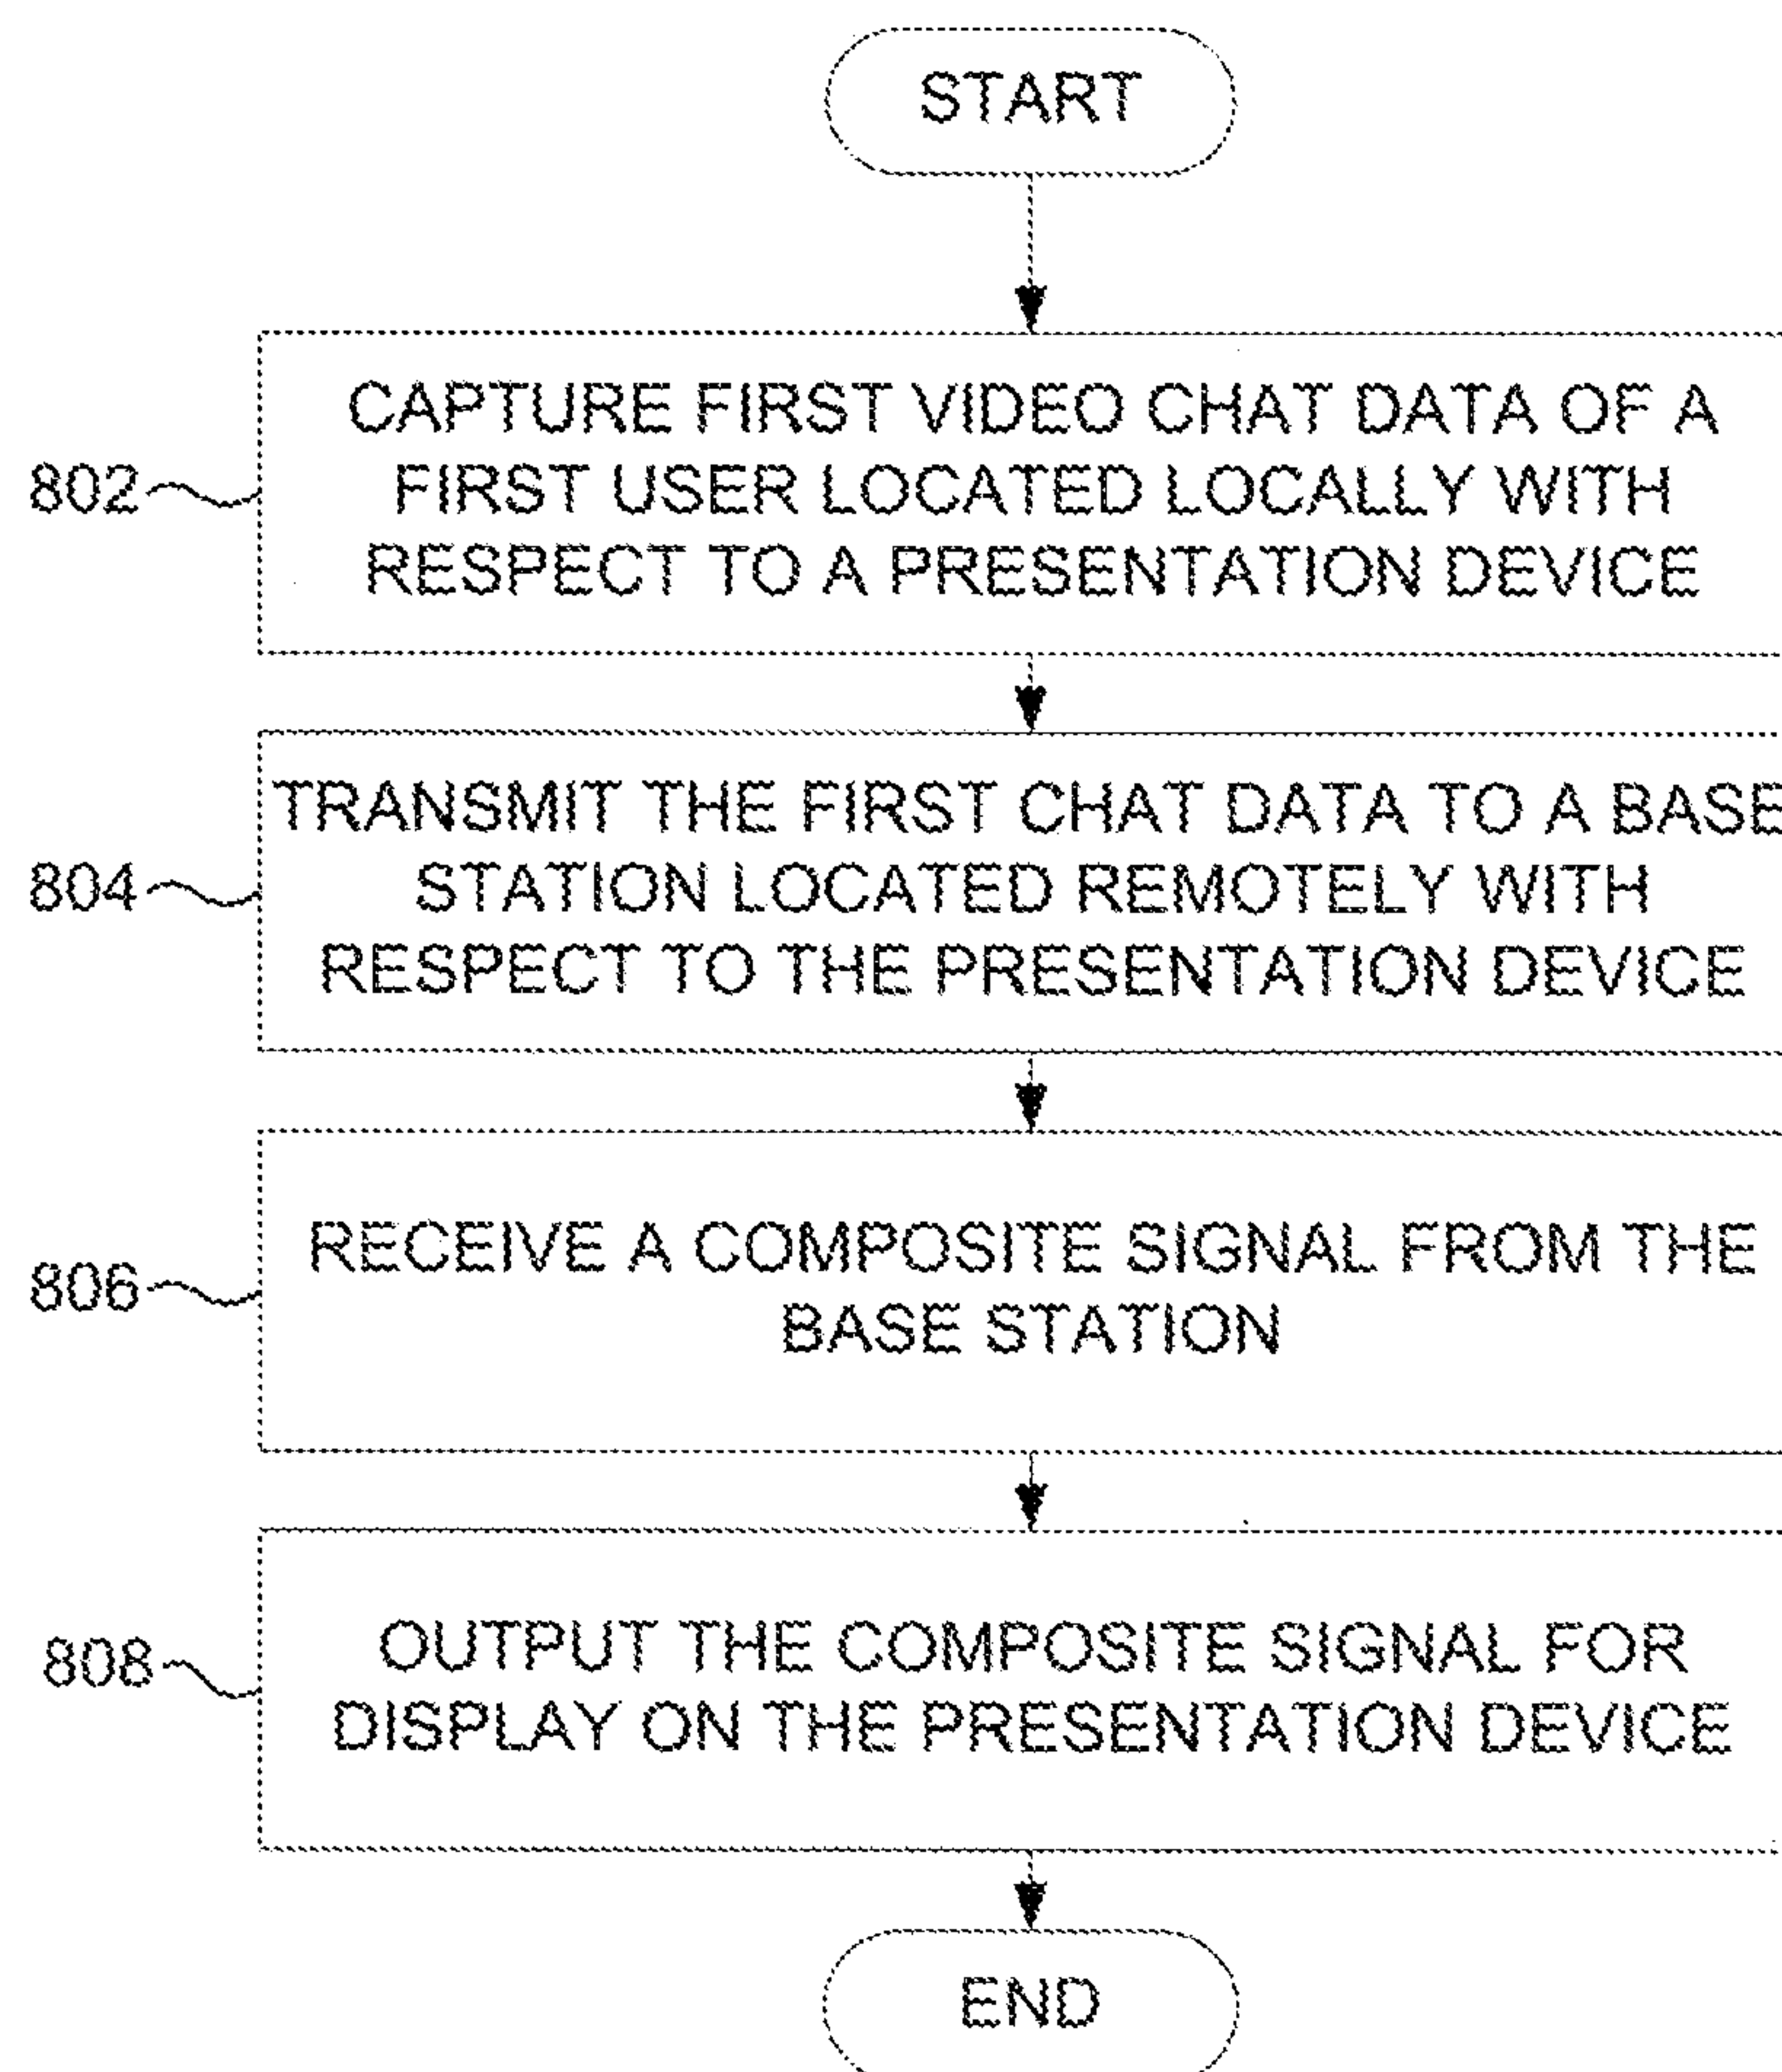 START
802
CAPTURE FIRST VIDEO CHAT DATA OF A
FIRST USER LOCATED LOCALLY WITH
RESPECT TO A PRESENTATION DEVICE
804
TRANSMIT THE FIRST CHAT DATA TO A BASE
STATION LOCATED REMOTELY WITH
RESPECT TO THE PRESENTATION DEVICE
806
RECEIVE A COMPOSITE SIGNAL FROM THE
BASE STATION
808
OUTPUT THE COMPOSITE SIGNAL FOR
DISPLAY ON THE PRESENTATION DEVICE
END